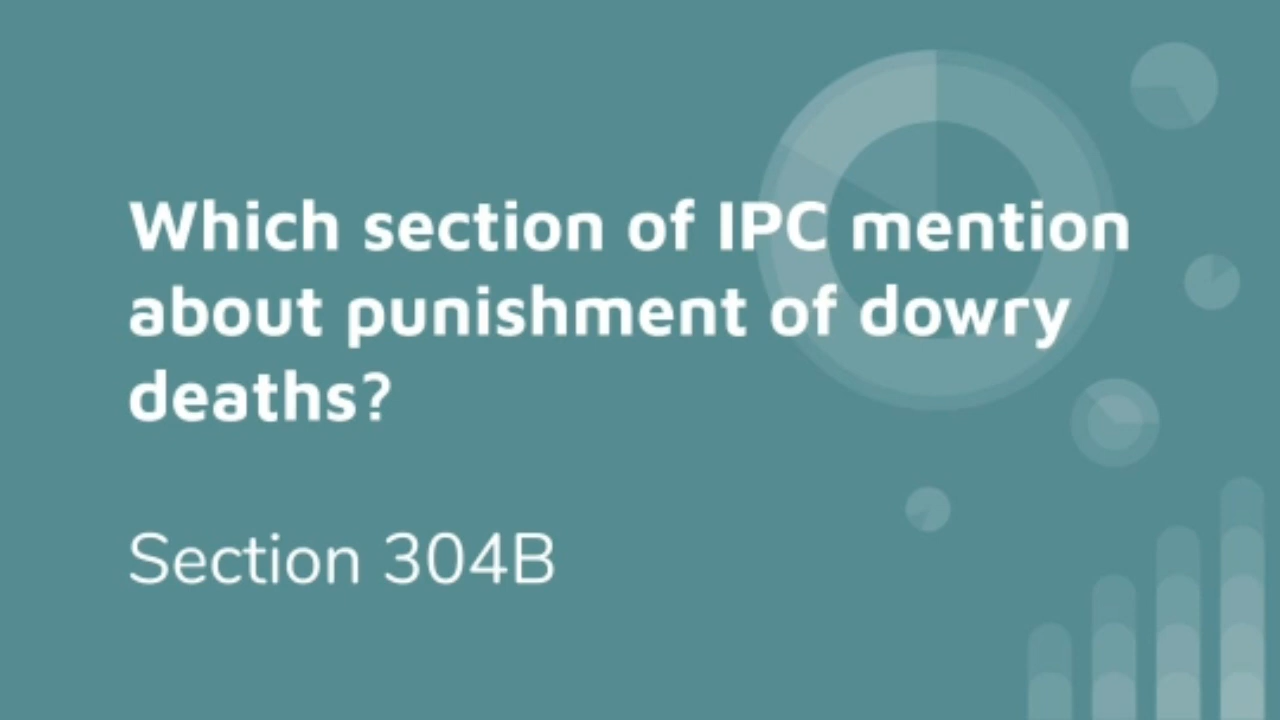 Which section of IPC mention
about punishment of dowry
deaths?
Section 304B